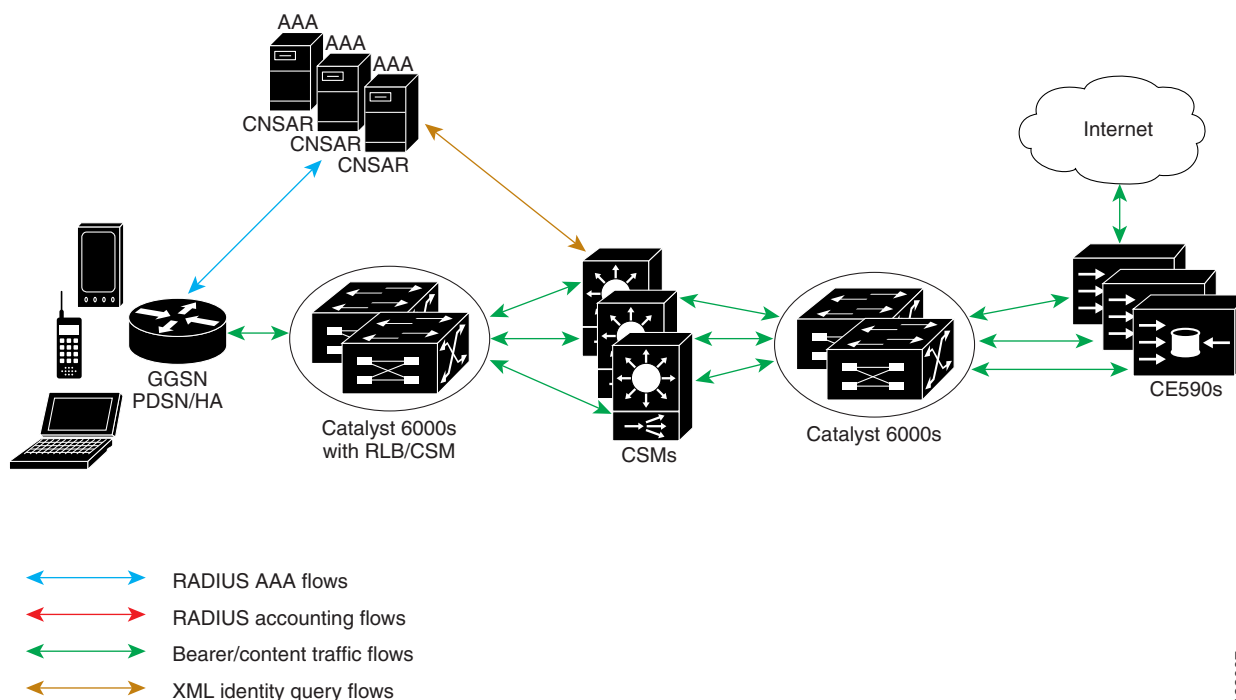 AAA
AAA
AAA
CNSAR
CNSAR
CNSAR
Internet
GGSN
PDSN/HA
Catalyst 6000s
with RLB/CSM
CSMs
Catalyst 6000s
CE590s
RADIUS AAA flows
RADIUS accounting flows
Bearer/content traffic flows
XML identity query flows